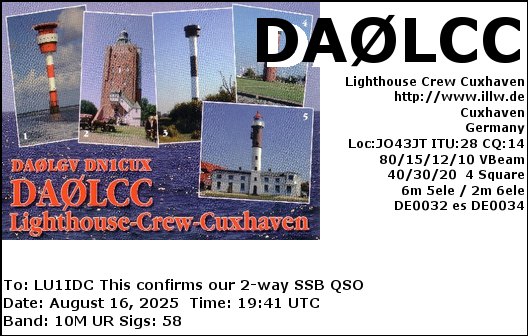 DAØLCC
Lighthouse Crew Cuxhaven
http://www.illw.de
Cuxhaven
Germany
Loc:JO43JT ITU:28 CQ:14
80/15/12/10 VBeam
40/30/20 4 Square
6m 5ele / 2m 6ele
DE0032 es DE0034
1
2
3
4
5
DAØLGV DN1CUX
DAØLCC
Lighthouse-Crew-Cuxhaven
To: LU1IDC This confirms our 2-way SSB QSO
Date: August 16, 2025 Time: 19:41 UTC
Band: 10M UR Sigs: 58